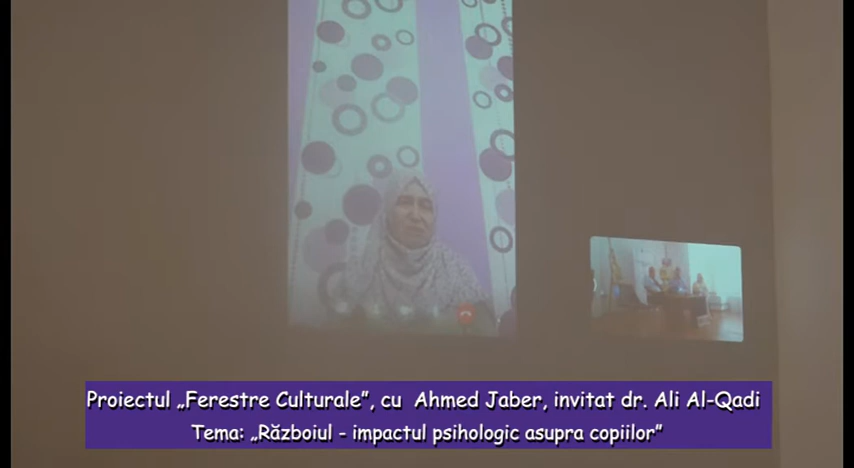 Proiectul „Ferestre Culturale”, cu Ahmed Jaber, invitat dr. Ali Al-Qadi
Tema: „Războiul - impactul psihologic asupra copiilor”